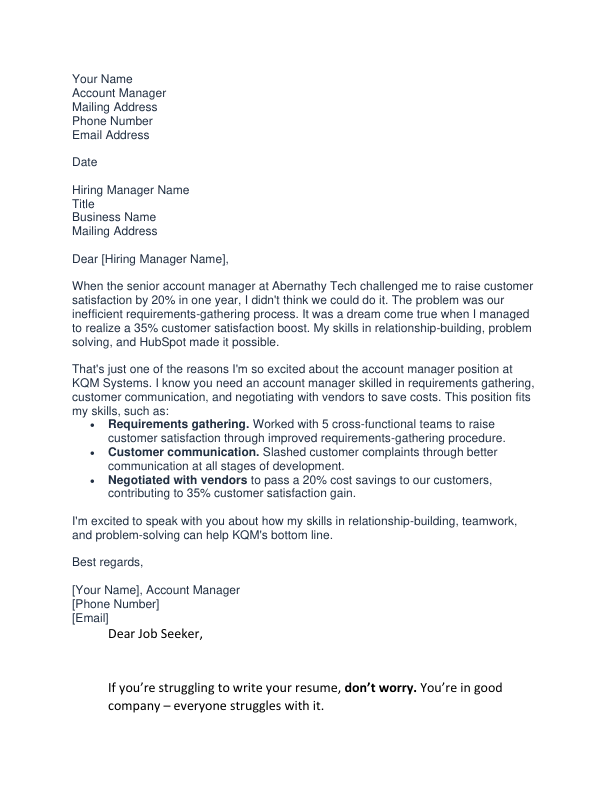 Your Name
Account Manager
Mailing Address
Phone Number
Email Address
Date
Hiring Manager Name
Title
Business Name
Mailing Address
Dear [Hiring Manager Name],
When the senior account manager at Abernathy Tech challenged me to raise customer
satisfaction by 20% in one year, I didn't think we could do it. The problem was our
inefficient requirements-gathering process. It was a dream come true when I managed
to realize a 35% customer satisfaction boost. My skills in relationship-building, problem
solving, and HubSpot made it possible.
That's just one of the reasons I'm so excited about the account manager position at
KQM Systems. I know you need an account manager skilled in requirements gathering,
customer communication, and negotiating with vendors to save costs. This position fits
my skills, such as:
• Requirements gathering. Worked with 5 cross-functional teams to raise
customer satisfaction through improved requirements-gathering procedure.
• Customer communication. Slashed customer complaints through better
communication at all stages of development.
• Negotiated with vendors to pass a 20% cost savings to our customers,
contributing to 35% customer satisfaction gain.
I'm excited to speak with you about how my skills in relationship-building, teamwork,
and problem-solving can help KQM's bottom line.
Best regards,
[Your Name], Account Manager
[Phone Number]
[Email]
Dear Job Seeker,
If you’re struggling to write your resume, don’t worry. You’re in good
company – everyone struggles with it.